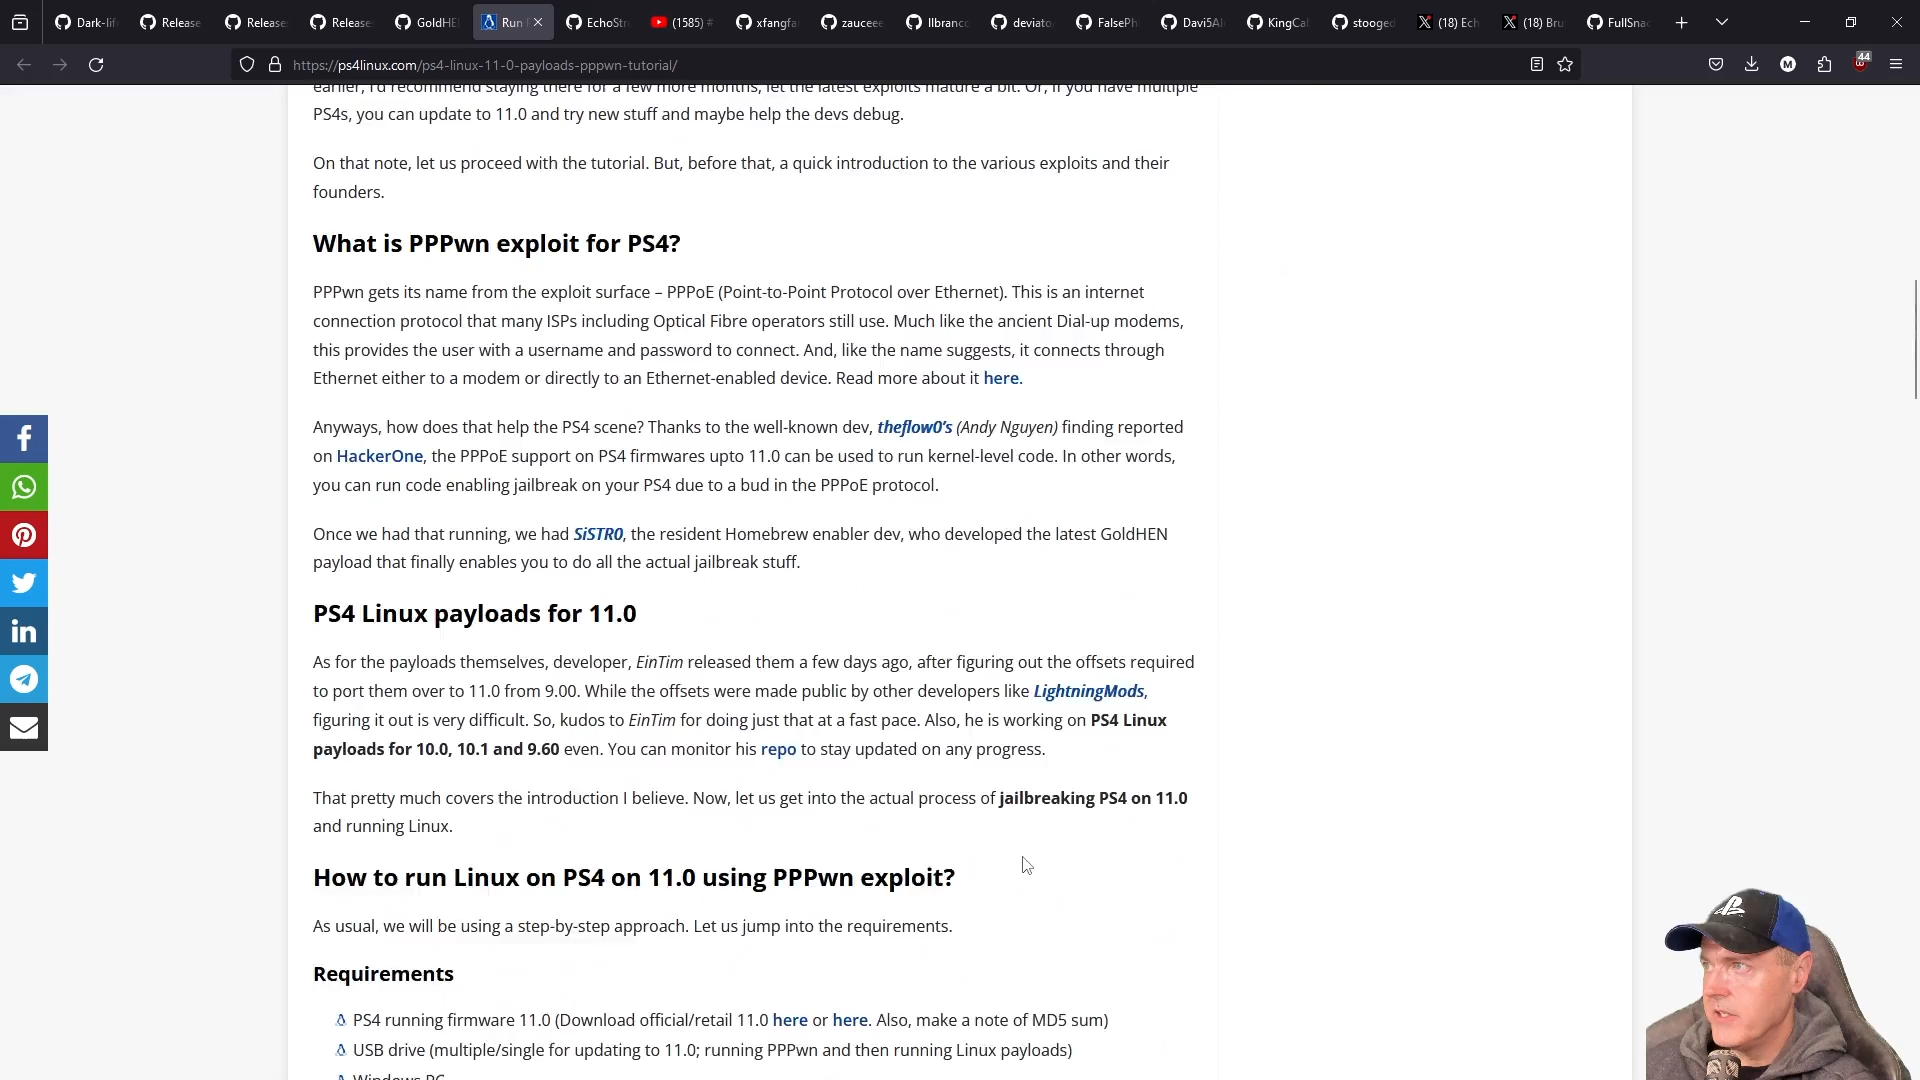 Dark-life
Release
Release
Release
GoldHE
Run P
EchoStr
(1585) #
xfangfa
zauceee
llbranco
deviato
FalsePh
Davi5Al
KingCal
stooged
(18) Ech
(18) Bru
FullSnac
https://ps4linux.com/ps4-linux-11-0-payloads-pppwn-tutorial/
M
44
earlier, I'd recommend staying there for a few more months, let the latest exploits mature a bit. Or, if you have multiple
PS4s, you can update to 11.0 and try new stuff and maybe help the devs debug.
On that note, let us proceed with the tutorial. But, before that, a quick introduction to the various exploits and their
founders.
What is PPPwn exploit for PS4?
PPPwn gets its name from the exploit surface – PPPoE (Point-to-Point Protocol over Ethernet). This is an internet
connection protocol that many ISPs including Optical Fibre operators still use. Much like the ancient Dial-up modems,
this provides the user with a username and password to connect. And, like the name suggests, it connects through
Ethernet either to a modem or directly to an Ethernet-enabled device. Read more about it here.
Anyways, how does that help the PS4 scene? Thanks to the well-known dev, theflow0's (Andy Nguyen) finding reported
on HackerOne, the PPPoE support on PS4 firmwares upto 11.0 can be used to run kernel-level code. In other words,
you can run code enabling jailbreak on your PS4 due to a bud in the PPPoE protocol.
Once we had that running, we had SiSTR0, the resident Homebrew enabler dev, who developed the latest GoldHEN
payload that finally enables you to do all the actual jailbreak stuff.
PS4 Linux payloads for 11.0
As for the payloads themselves, developer, EinTim released them a few days ago, after figuring out the offsets required
to port them over to 11.0 from 9.00. While the offsets were made public by other developers like LightningMods,
figuring it out is very difficult. So, kudos to EinTim for doing just that at a fast pace. Also, he is working on PS4 Linux
payloads for 10.0, 10.1 and 9.60 even. You can monitor his repo to stay updated on any progress.
That pretty much covers the introduction I believe. Now, let us get into the actual process of jailbreaking PS4 on 11.0
and running Linux.
How to run Linux on PS4 on 11.0 using PPPwn exploit?
As usual, we will be using a step-by-step approach. Let us jump into the requirements.
Requirements
PS4 running firmware 11.0 (Download official/retail 11.0 here or here. Also, make a note of MD5 sum)
USB drive (multiple/single for updating to 11.0; running PPPwn and then running Linux payloads)
Windows PC